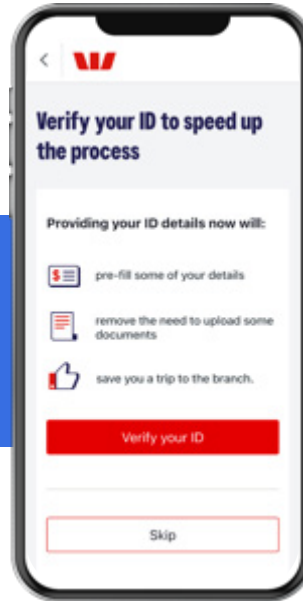 Verify your ID to speed up
the process
Providing your ID details now will:
pre-fill some of your details
remove the need to upload some
documents
save you a trip to the branch.
Verify your ID
Skip